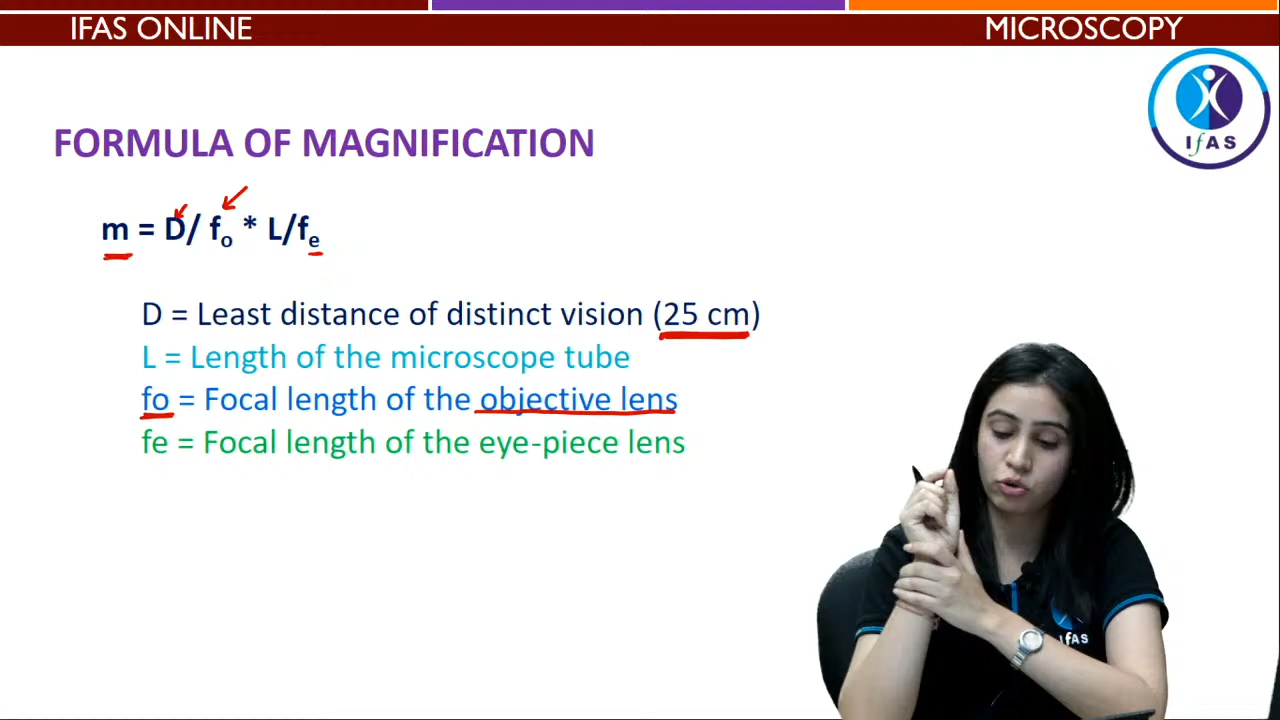 IFAS ONLINE
MICROSCOPY
IfAS
FORMULA OF MAGNIFICATION
m = D/ fₒ * L/fₑ
D = Least distance of distinct vision (25 cm)
L = Length of the microscope tube
fo = Focal length of the objective lens
fe = Focal length of the eye-piece lens
IfAS